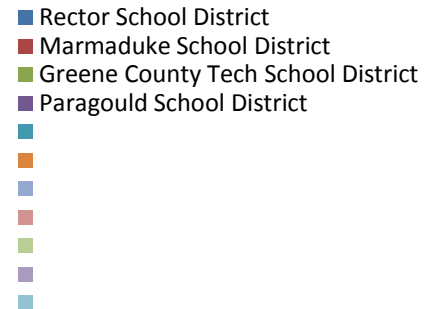 Rector School District
Marmaduke School District
Greene County Tech School District
Paragould School District